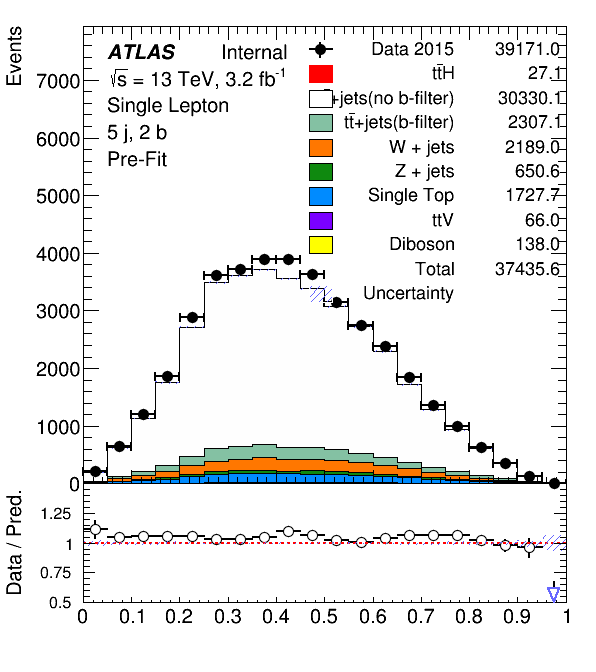 Events
ATLAS Internal
√s = 13 TeV, 3.2 fb⁻¹
Single Lepton
5 j, 2 b
Pre-Fit
Data 2015 39171.0
tt̄H 27.1
+jets(no b-filter) 30330.1
tt̄+jets(b-filter) 2307.1
W + jets 2189.0
Z + jets 650.6
Single Top 1727.7
ttV 66.0
Diboson 138.0
Total 37435.6
Uncertainty
7000
6000
5000
4000
3000
2000
1000
0
Data / Pred.
1.25
1
0.75
0.5
0 0.1 0.2 0.3 0.4 0.5 0.6 0.7 0.8 0.9 1